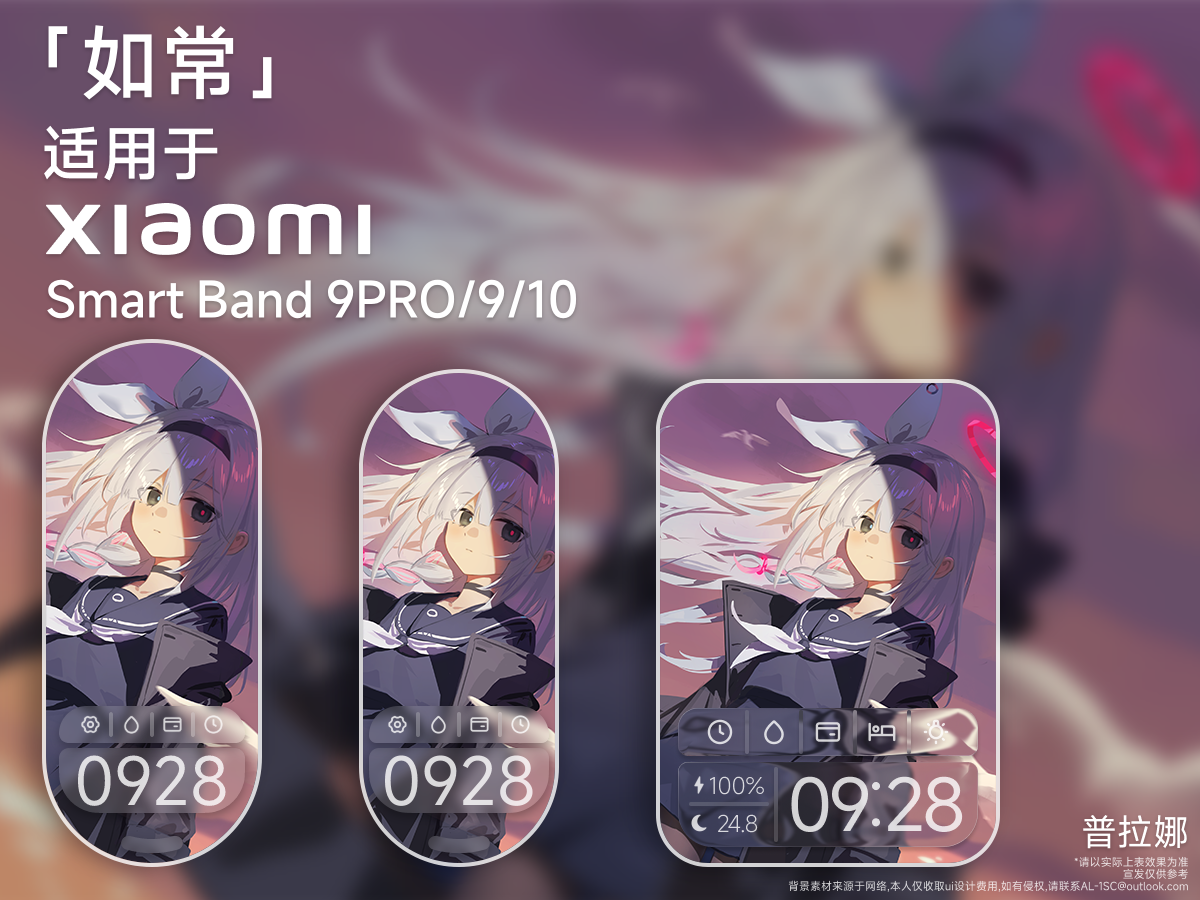 「如常」
适用于
xiaomi
Smart Band 9PRO/9/10
0928
0928
100%
24.8
09:28
普拉娜
*请以实际上表效果为准
宣发仅供参考
背景素材来源于网络,本人仅收取ui设计费用,如有侵权,请联系AL-1SC@outlook.com